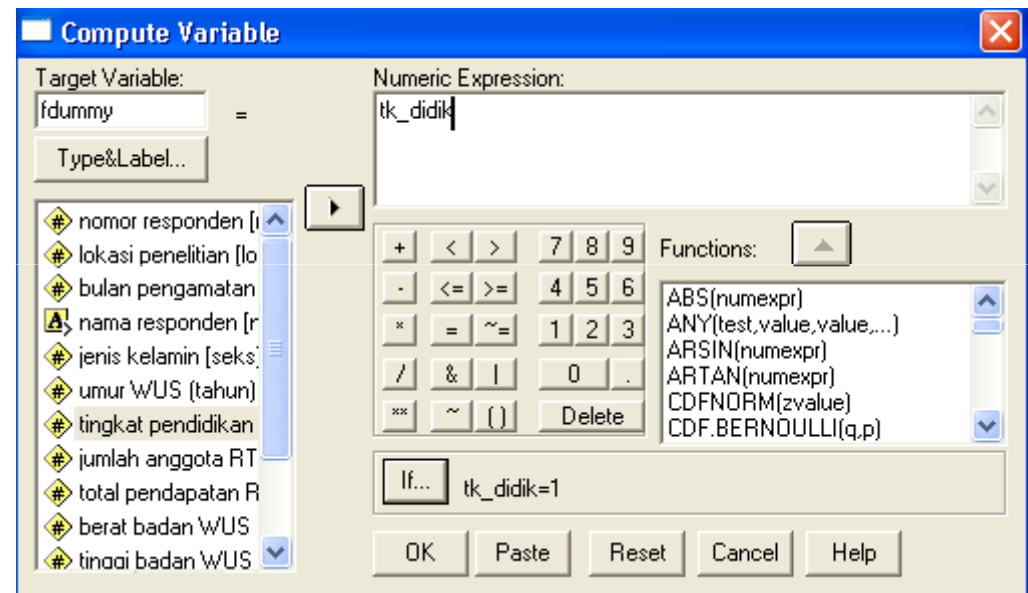 Compute Variable
Target Variable:
fdummy
=
Type&Label...
Numeric Expression:
tk_didik
nomor responden [
lokasi penelitian [lo
bulan pengamatan
nama responden [r
jenis kelamin [seks]
umur WUS (tahun)
tingkat pendidikan
jumlah anggota RT
total pendapatan R
berat badan WUS
tinggi badan WUS
+ < > 7 8 9
- <= >= 4 5 6
* = ~= 1 2 3
/ & | 0 .
** ~ ( ) Delete
Functions:
ABS(numexpr)
ANY(test,value,value,...)
ARSIN(numexpr)
ARTAN(numexpr)
CDFNORM(zvalue)
CDF.BERNOULLI(q,p)
If... tk_didik=1
OK Paste Reset Cancel Help